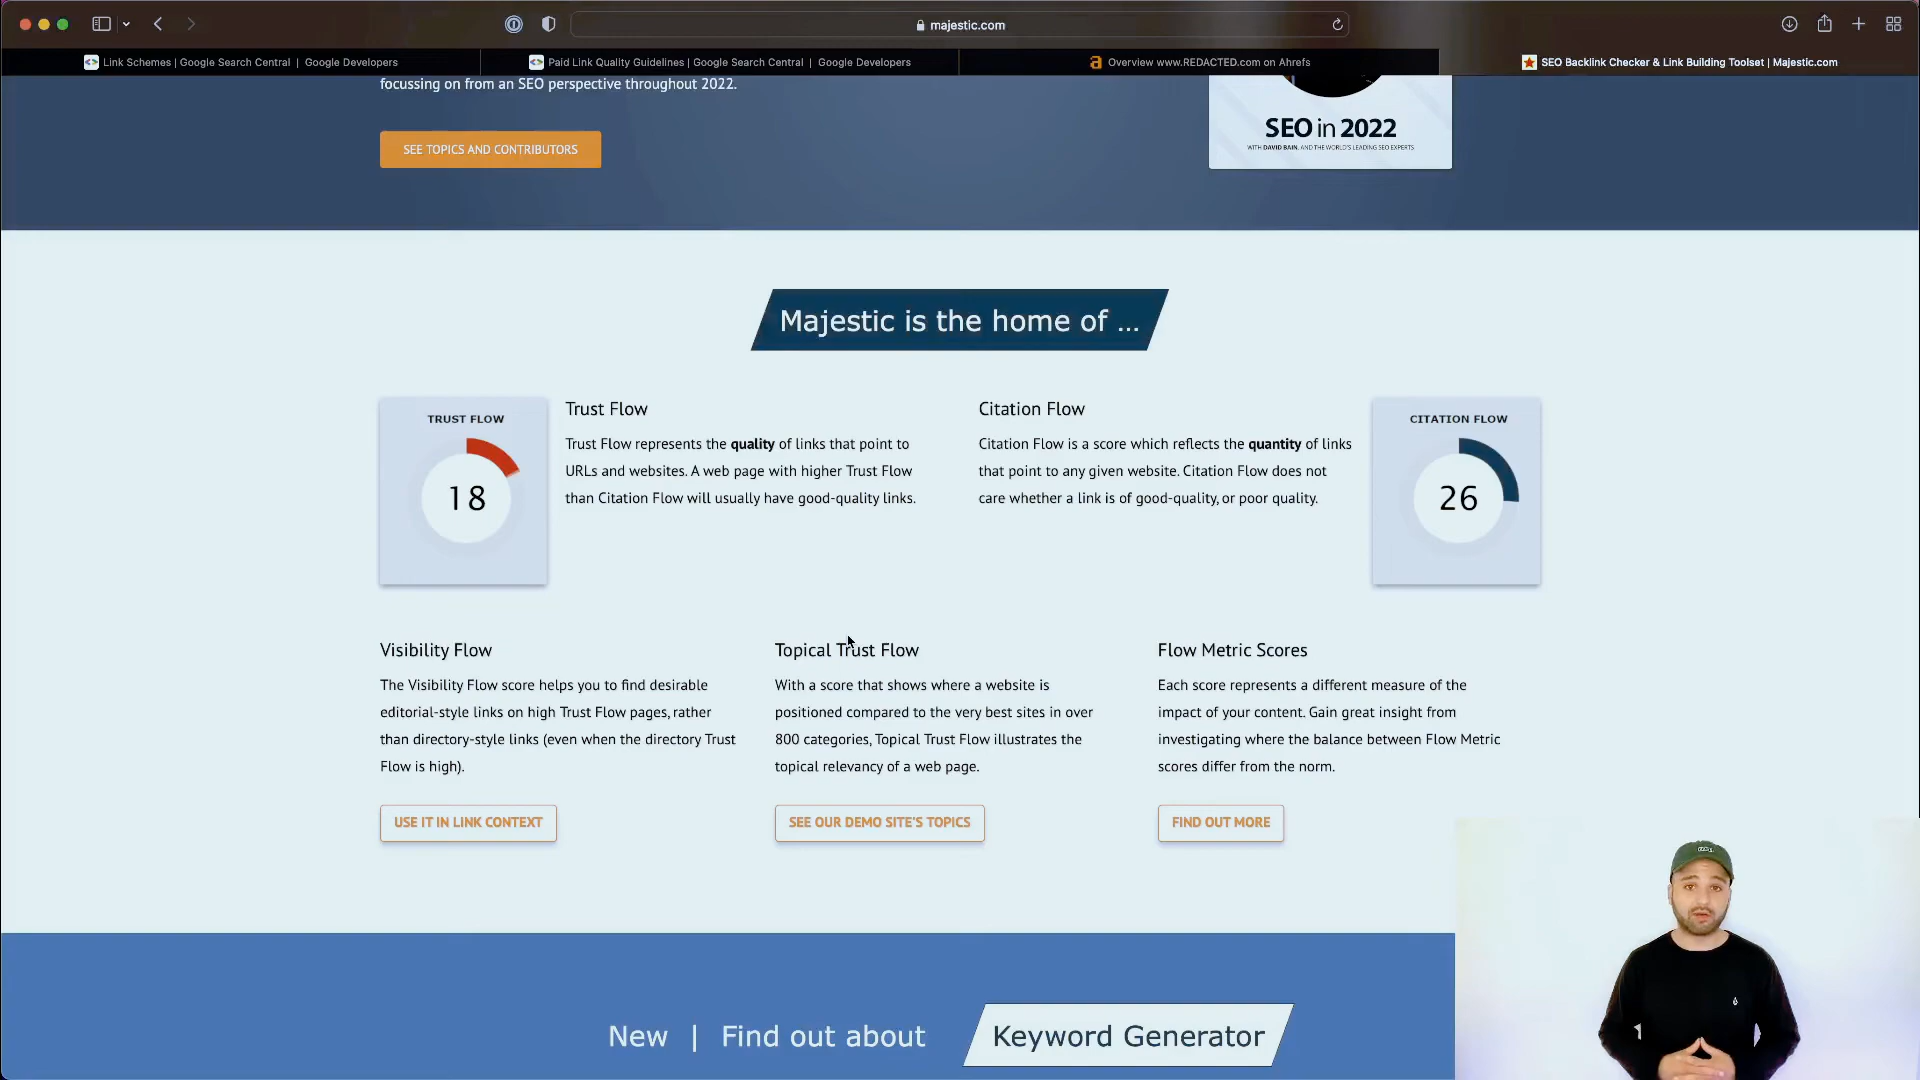 majestic.com
Link Schemes | Google Search Central | Google Developers
Paid Link Quality Guidelines | Google Search Central | Google Developers
Overview www.REDACTED.com on Ahrefs
SEO Backlink Checker & Link Building Toolset | Majestic.com
focussing on from an SEO perspective throughout 2022.
SEE TOPICS AND CONTRIBUTORS
SEO in 2022
WITH DAVID BAIN, AND THE WORLD'S LEADING SEO EXPERTS
Majestic is the home of ...
TRUST FLOW
18
Trust Flow
Trust Flow represents the quality of links that point to
URLs and websites. A web page with higher Trust Flow
than Citation Flow will usually have good-quality links.
Citation Flow
Citation Flow is a score which reflects the quantity of links
that point to any given website. Citation Flow does not
care whether a link is of good-quality, or poor quality.
CITATION FLOW
26
Visibility Flow
The Visibility Flow score helps you to find desirable
editorial-style links on high Trust Flow pages, rather
than directory-style links (even when the directory Trust
Flow is high).
USE IT IN LINK CONTEXT
Topical Trust Flow
With a score that shows where a website is
positioned compared to the very best sites in over
800 categories, Topical Trust Flow illustrates the
topical relevancy of a web page.
SEE OUR DEMO SITE'S TOPICS
Flow Metric Scores
Each score represents a different measure of the
impact of your content. Gain great insight from
investigating where the balance between Flow Metric
scores differ from the norm.
FIND OUT MORE
New | Find out about Keyword Generator